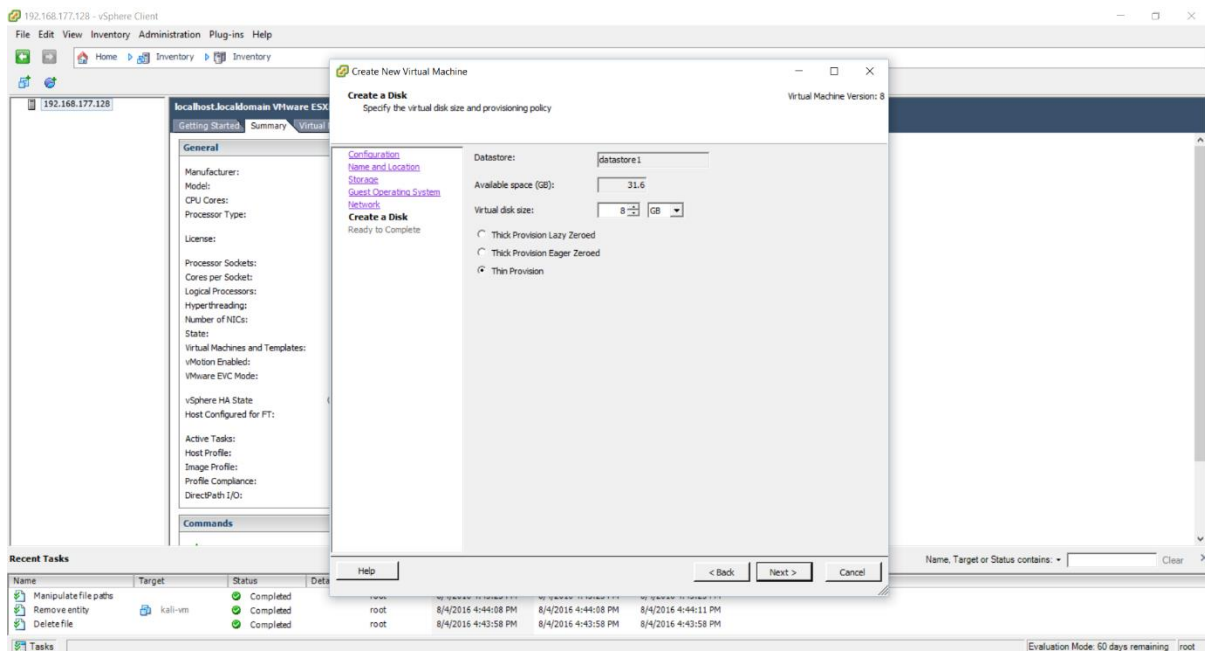 192.168.177.128 - vSphere Client
File Edit View Inventory Administration Plug-ins Help
Home Inventory Inventory
192.168.177.128
localhost.localdomain VMware ESX
Getting Started Summary Virtual
General
Manufacturer:
Model:
CPU Cores:
Processor Type:
License:
Processor Sockets:
Cores per Socket:
Logical Processors:
Hyperthreading:
Number of NICs:
State:
Virtual Machines and Templates:
vMotion Enabled:
VMware EVC Mode:
vSphere HA State
Host Configured for FT:
Active Tasks:
Host Profile:
Image Profile:
Profile Compliance:
DirectPath I/O:
Commands
Create New Virtual Machine
Create a Disk
Specify the virtual disk size and provisioning policy
Virtual Machine Version: 8
Configuration
Name and Location
Storage
Guest Operating System
Network
Create a Disk
Ready to Complete
Datastore: datastore1
Available space (GB): 31.6
Virtual disk size: 8 GB
Thick Provision Lazy Zeroed
Thick Provision Eager Zeroed
Thin Provision
Help < Back Next > Cancel
Recent Tasks
Name, Target or Status contains: Clear
Name Target Status Deta
Manipulate file paths Completed
Remove entity kali-vm Completed root 8/4/2016 4:44:08 PM 8/4/2016 4:44:08 PM 8/4/2016 4:44:11 PM
Delete file Completed root 8/4/2016 4:43:58 PM 8/4/2016 4:43:58 PM 8/4/2016 4:43:58 PM
Tasks Evaluation Mode: 60 days remaining root